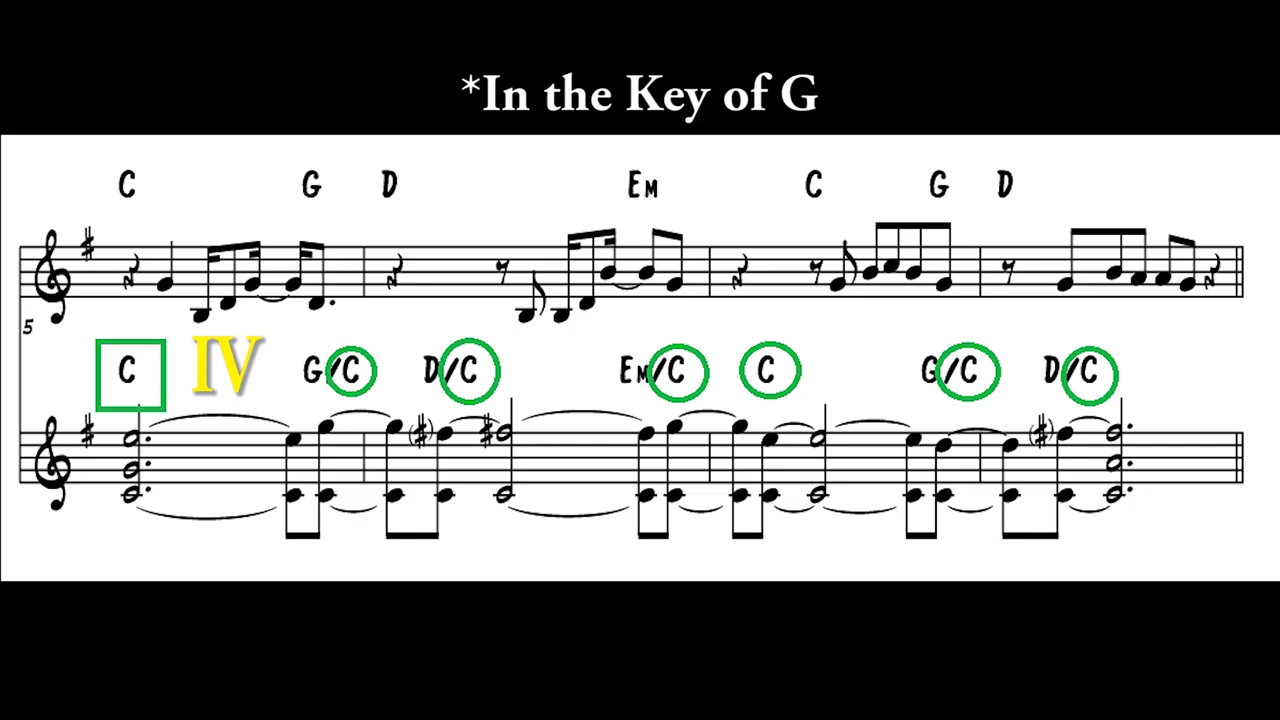 *In the Key of G
C G D Em C G D
5
C IV G/C D/C Em/C C G/C D/C